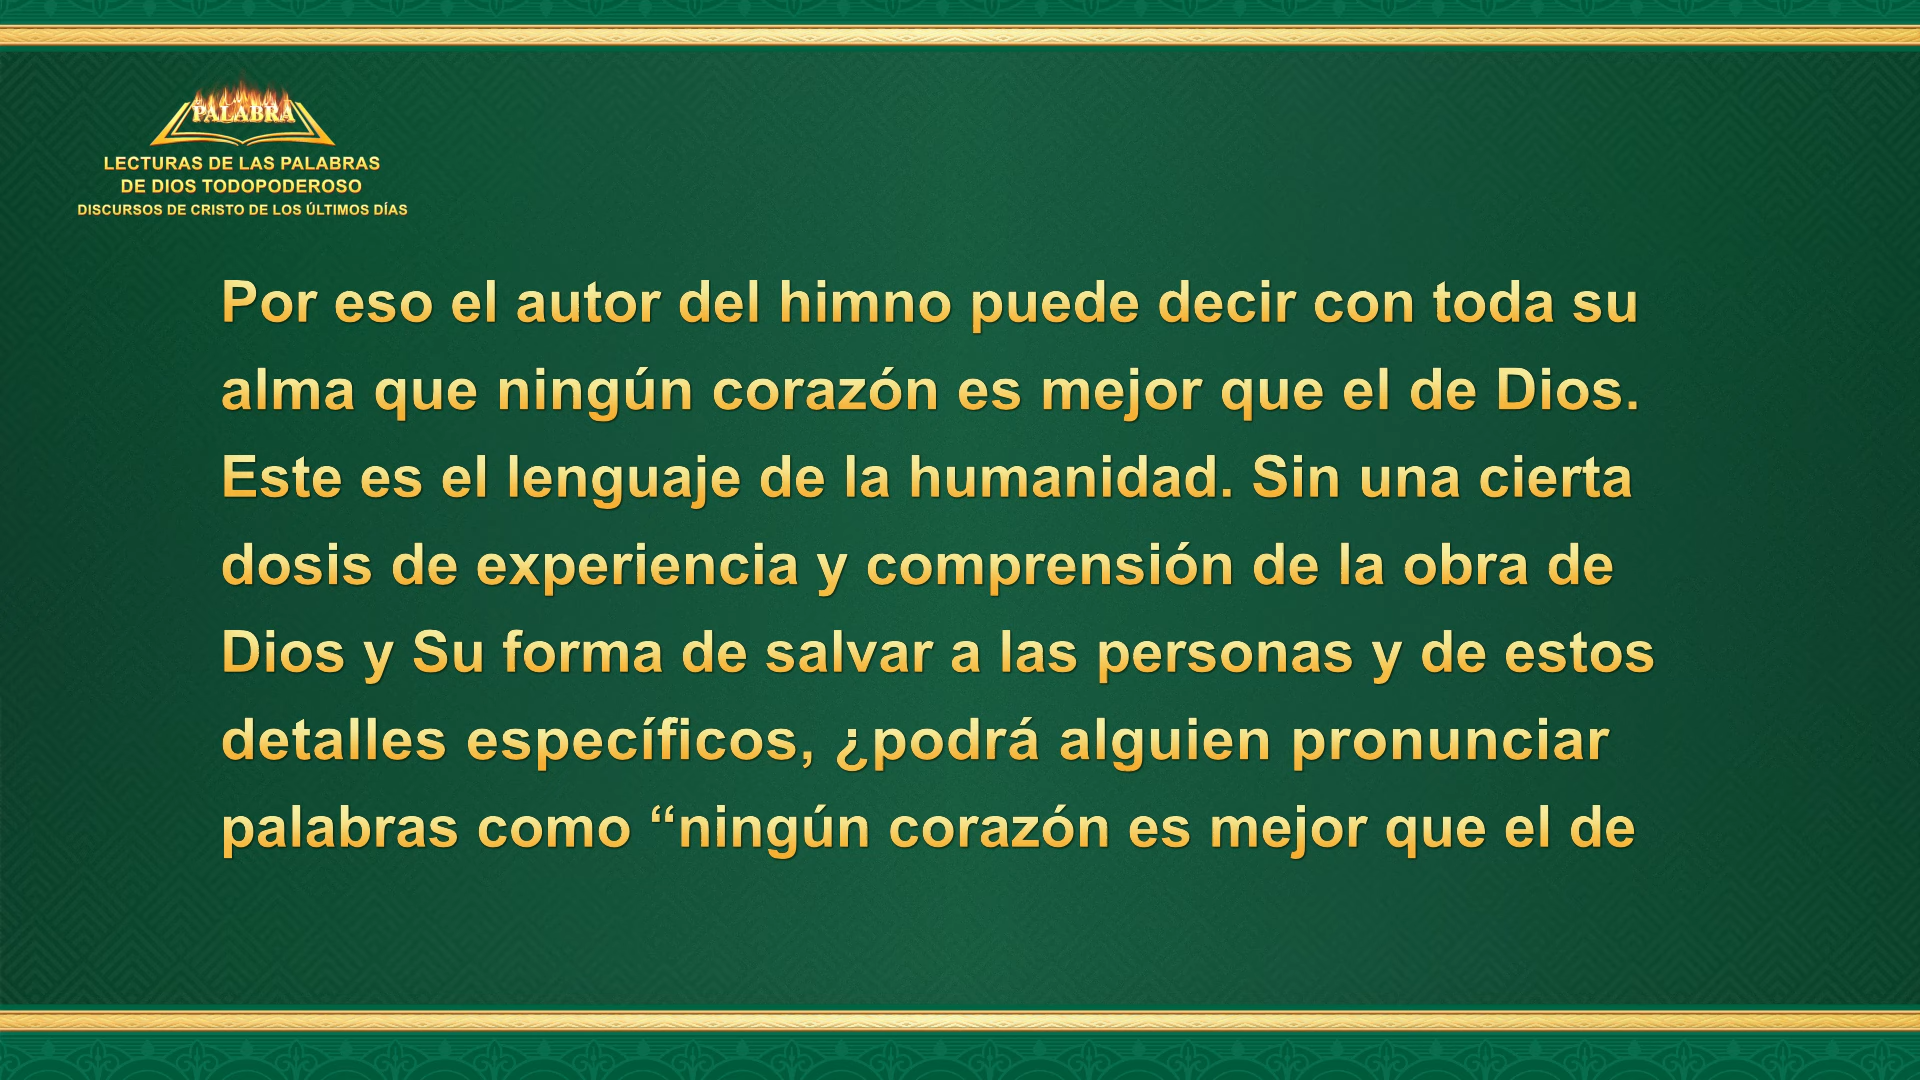 PALABRA
LECTURAS DE LAS PALABRAS
DE DIOS TODOPODEROSO
DISCURSOS DE CRISTO DE LOS ÚLTIMOS DÍAS
Por eso el autor del himno puede decir con toda su
alma que ningún corazón es mejor que el de Dios.
Este es el lenguaje de la humanidad. Sin una cierta
dosis de experiencia y comprensión de la obra de
Dios y Su forma de salvar a las personas y de estos
detalles específicos, ¿podrá alguien pronunciar
palabras como “ningún corazón es mejor que el de